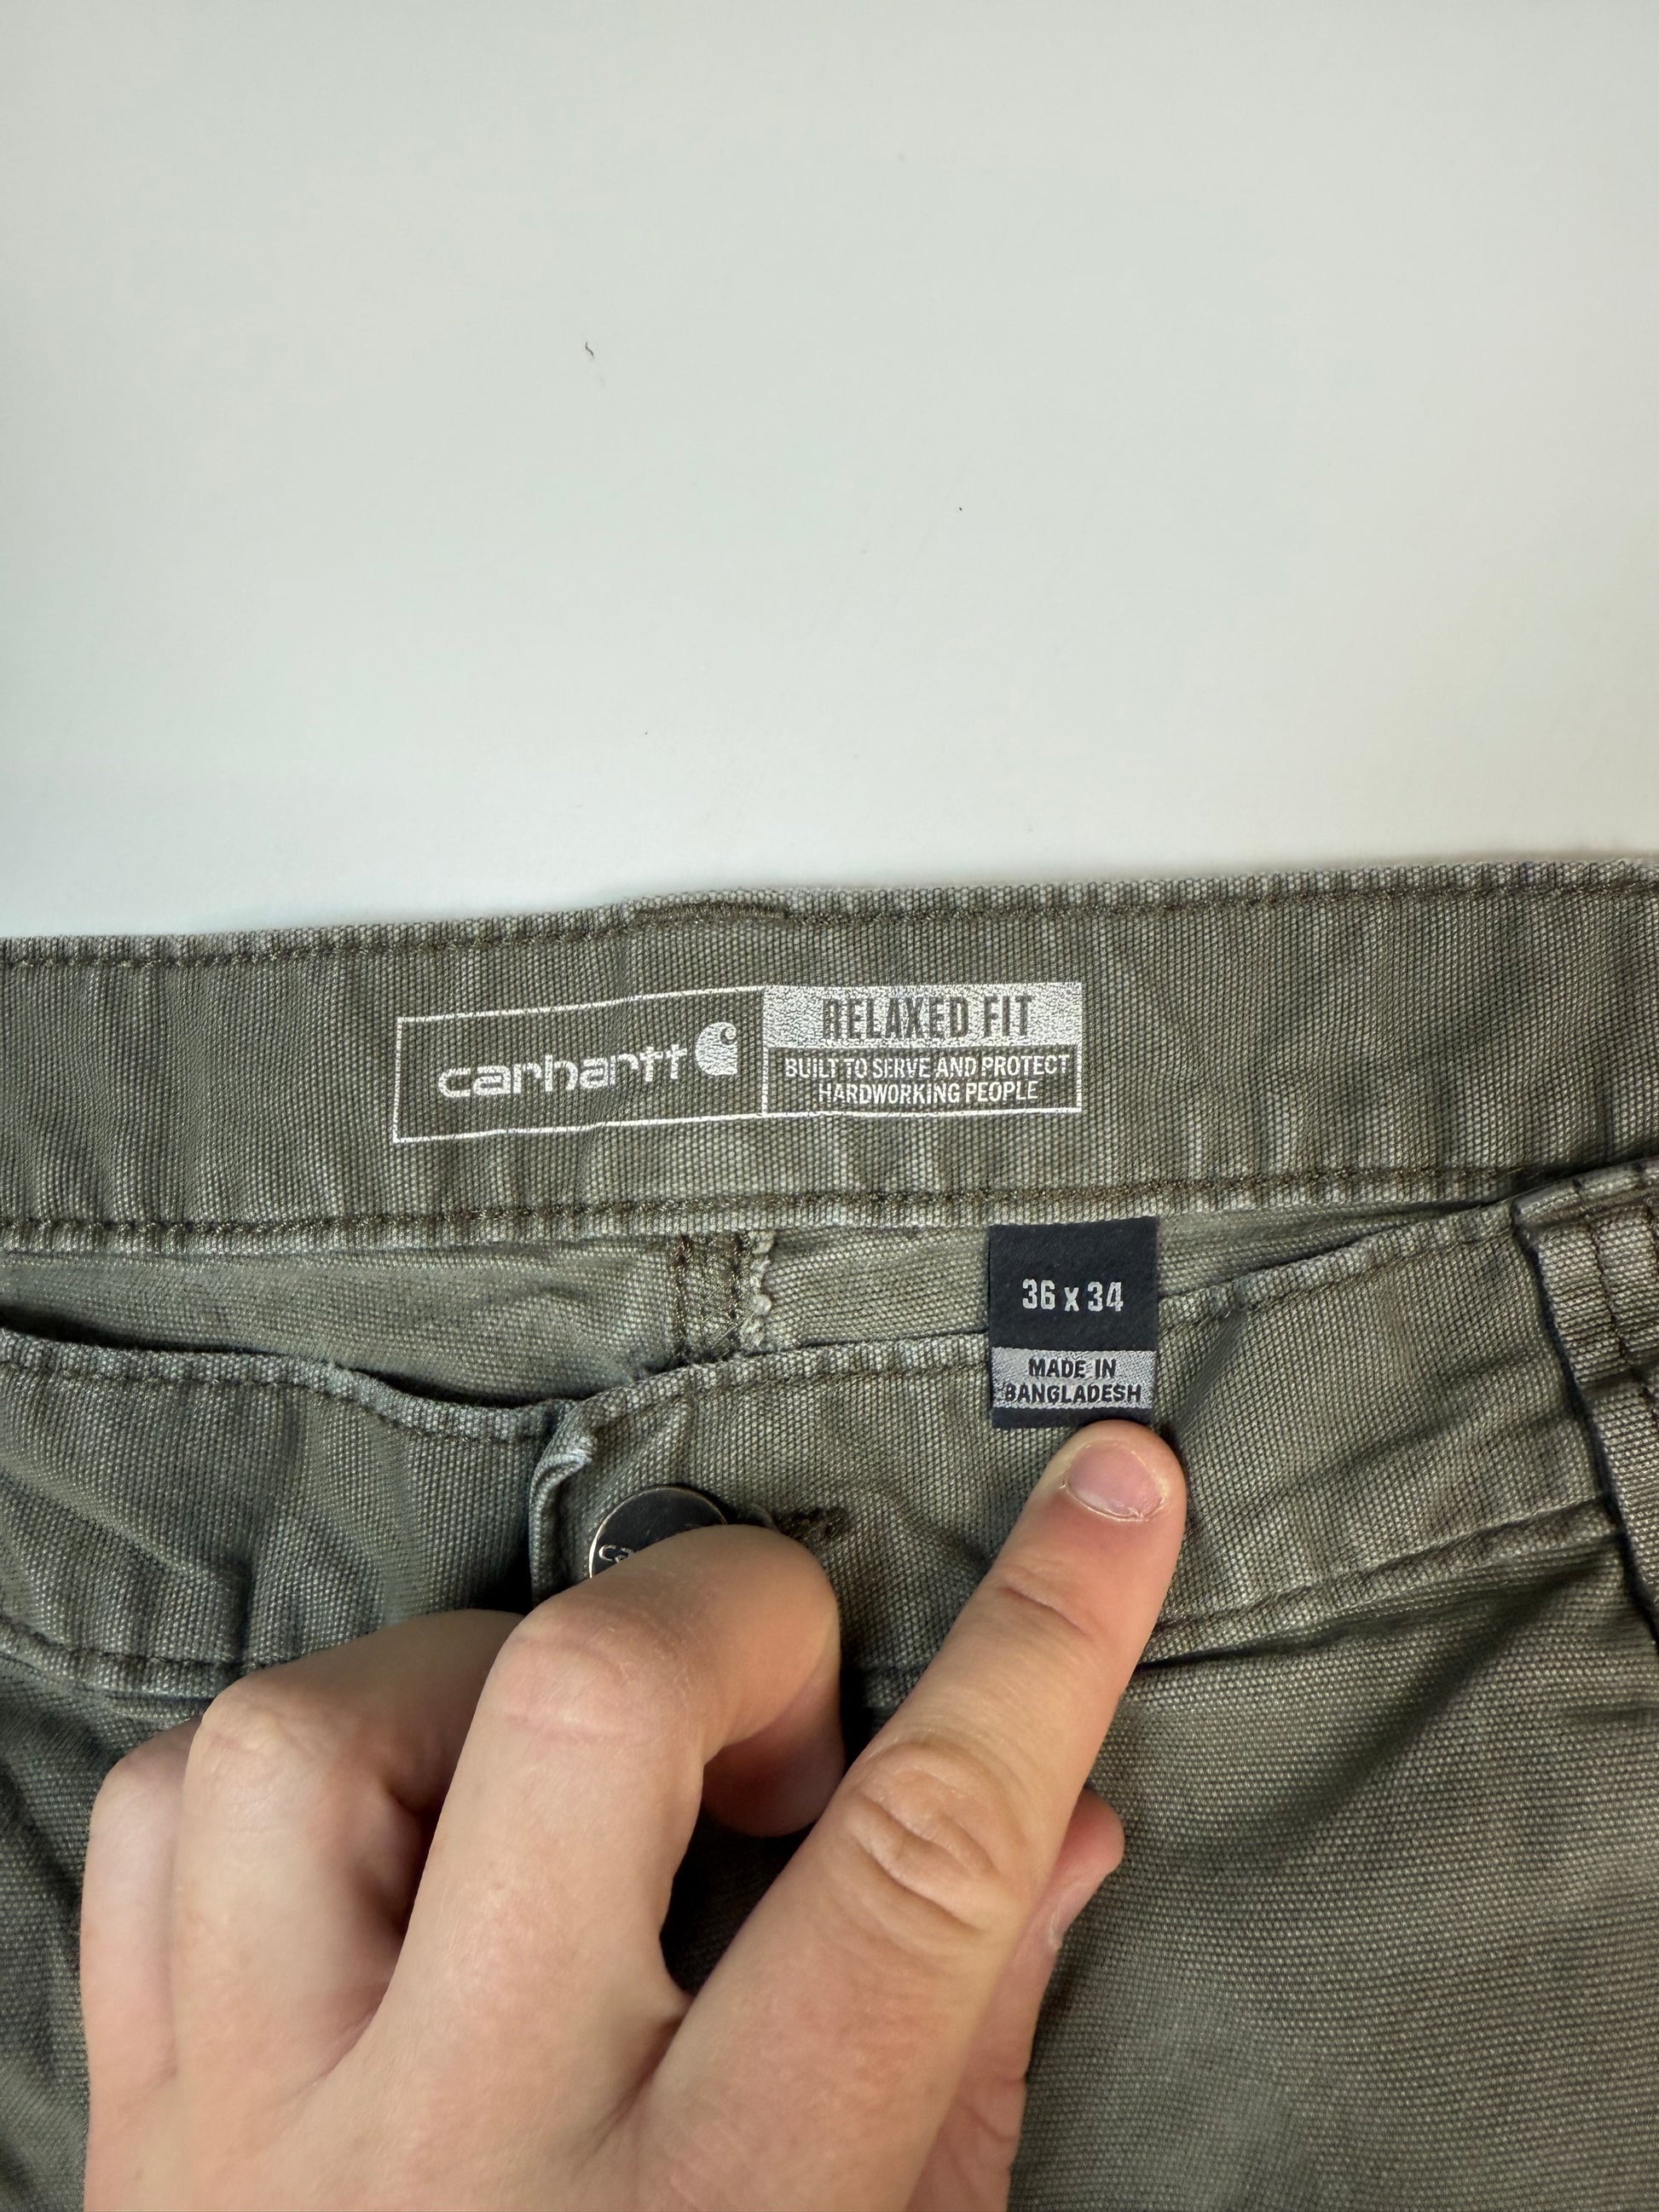 carhartt
RELAXED FIT
BUILT TO SERVE AND PROTECT
HARDWORKING PEOPLE
36 x 34
MADE IN
BANGLADESH